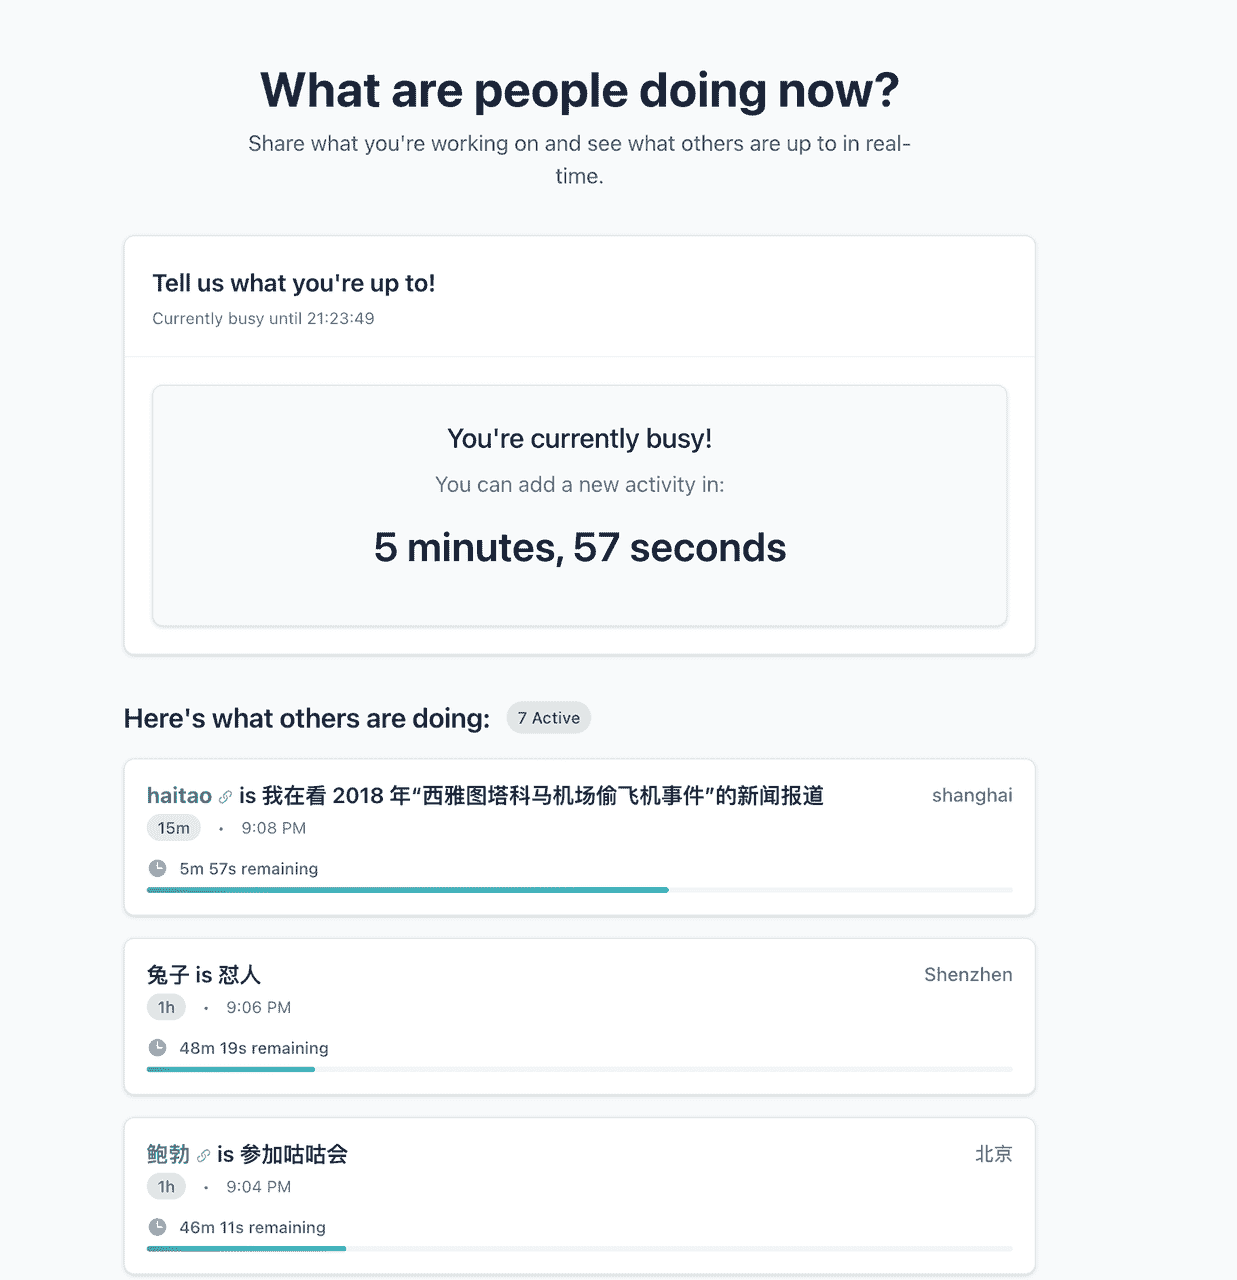 What are people doing now?
Share what you're working on and see what others are up to in real-
time.
Tell us what you're up to!
Currently busy until 21:23:49
You're currently busy!
You can add a new activity in:
5 minutes, 57 seconds
Here's what others are doing: 7 Active
haitao is 我在看 2018 年“西雅图塔科马机场偷飞机事件”的新闻报道 shanghai
15m • 9:08 PM
5m 57s remaining
兔子 is 怼人 Shenzhen
1h • 9:06 PM
48m 19s remaining
鲍勃 is 参加咕咕会 北京
1h • 9:04 PM
46m 11s remaining